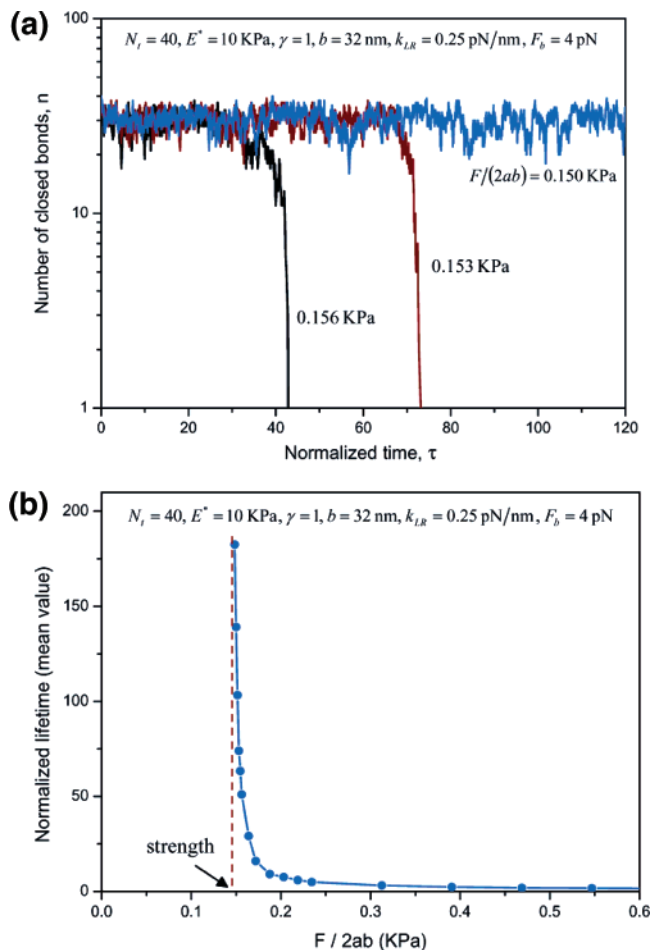 (a)
N_t = 40, E* = 10 KPa, γ = 1, b = 32 nm, k_LR = 0.25 pN/nm, F_b = 4 pN
100
10
1
Number of closed bonds, n
F/(2ab) = 0.150 KPa
0.153 KPa
0.156 KPa
0 20 40 60 80 100 120
Normalized time, τ
(b)
N_t = 40, E* = 10 KPa, γ = 1, b = 32 nm, k_LR = 0.25 pN/nm, F_b = 4 pN
200
150
100
50
0
Normalized lifetime (mean value)
strength
0.0 0.1 0.2 0.3 0.4 0.5 0.6
F / 2ab (KPa)